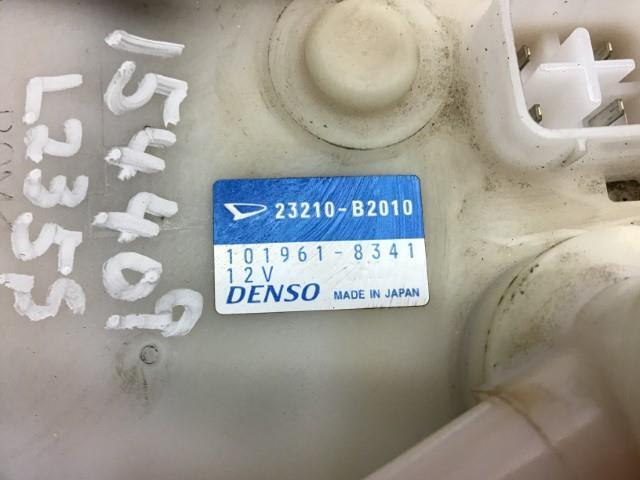 154409
L235S
23210-B2010
101961-8341
12V
DENSO MADE IN JAPAN